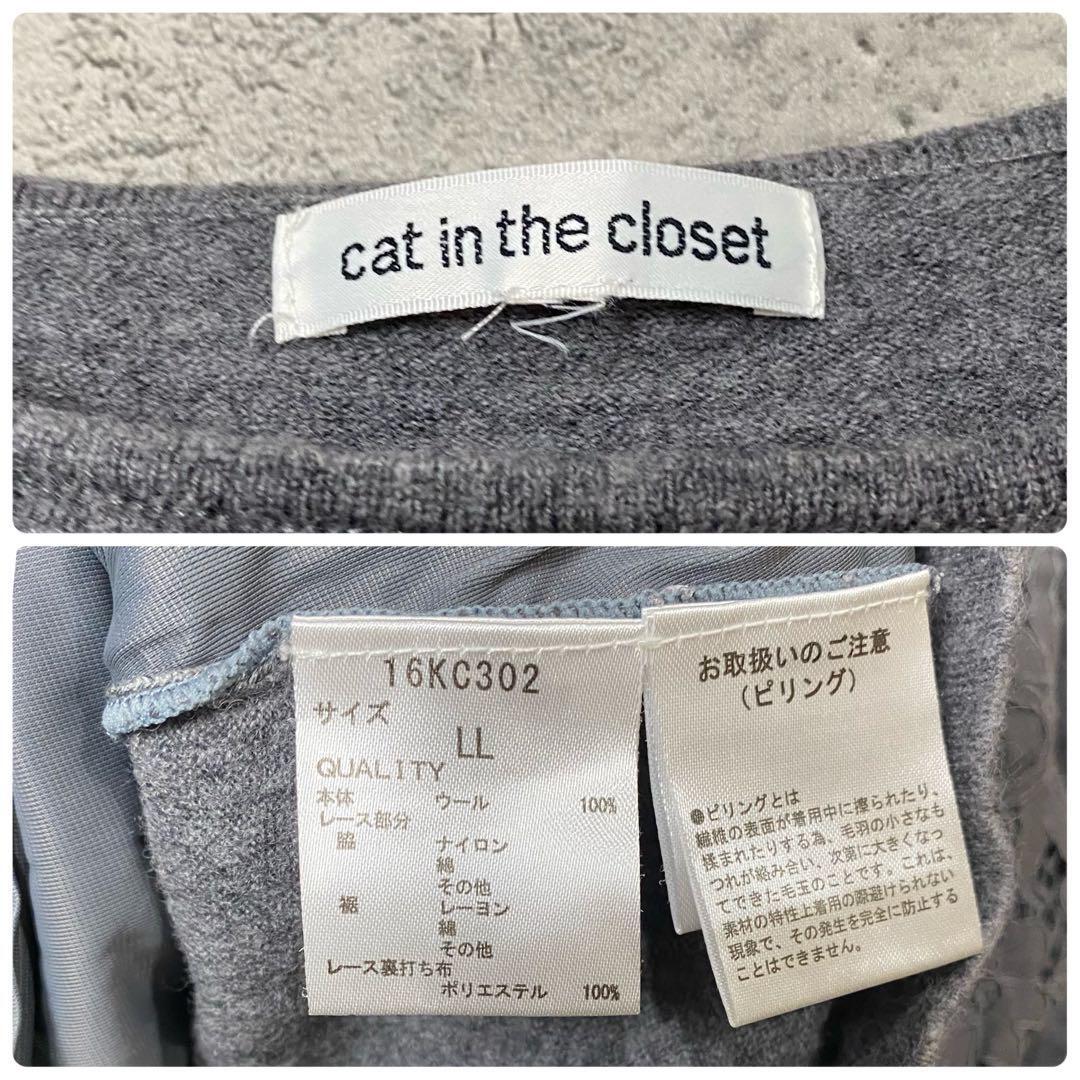 cat in the closet
16KC302
サイズ
LL
QUALITY
本体 ウール 100%
レース部分
脇 ナイロン
綿
その他
裾 レーヨン
綿
その他
レース裏打ち布
ポリエステル 100%
お取扱いのご注意
(ピリング)
●ピリングとは
繊維の表面が着用中に擦られたり、
揉まれたりする為、毛羽の小さなも
つれが絡み合い、次第に大きくなっ
てできた毛玉のことです。これは、
素材の特性上着用の際避けられない
現象で、その発生を完全に防止する
ことはできません。